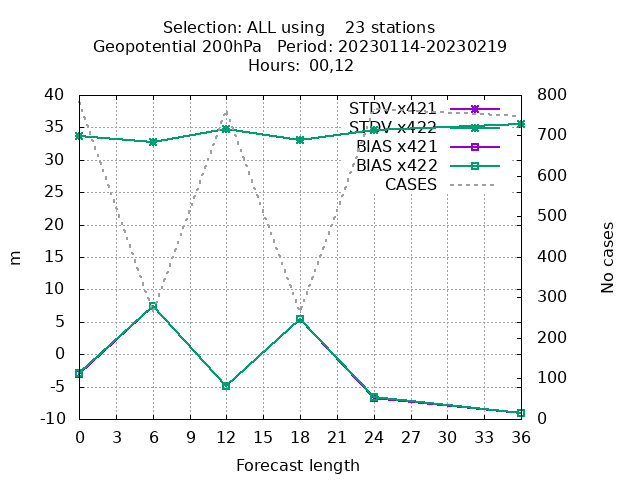 Selection: ALL using    23 stations
Geopotential 200hPa   Period: 20230114-20230219
Hours: 00,12
STDV x421
STDV x422
BIAS x421
BIAS x422
CASES
40
35
30
25
20
15
10
5
0
-5
-10
m
800
700
600
500
400
300
200
100
0
No cases
0 3 6 9 12 15 18 21 24 27 30 33 36
Forecast length